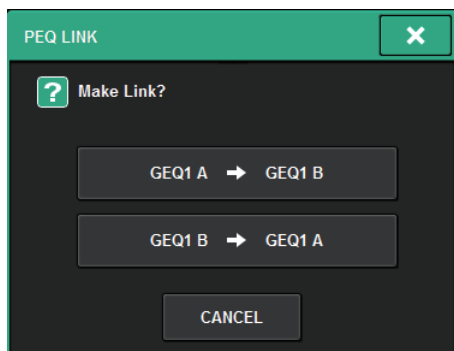 PEQ LINK
? Make Link?
GEQ1 A → GEQ1 B
GEQ1 B → GEQ1 A
CANCEL